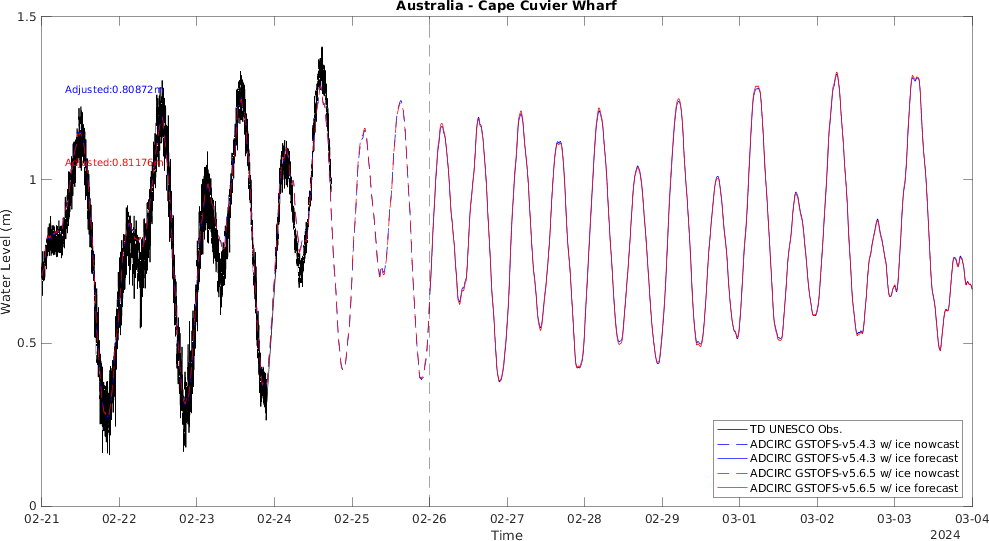 Australia - Cape Cuvier Wharf
Water Level (m)
1.5
1
0.5
0
Adjusted:0.80872m
Adjusted:0.81176m
TD UNESCO Obs.
ADCIRC GSTOFS-v5.4.3 w/ ice nowcast
ADCIRC GSTOFS-v5.4.3 w/ ice forecast
ADCIRC GSTOFS-v5.6.5 w/ ice nowcast
ADCIRC GSTOFS-v5.6.5 w/ ice forecast
02-21 02-22 02-23 02-24 02-25 02-26 02-27 02-28 02-29 03-01 03-02 03-03 03-04
Time
2024